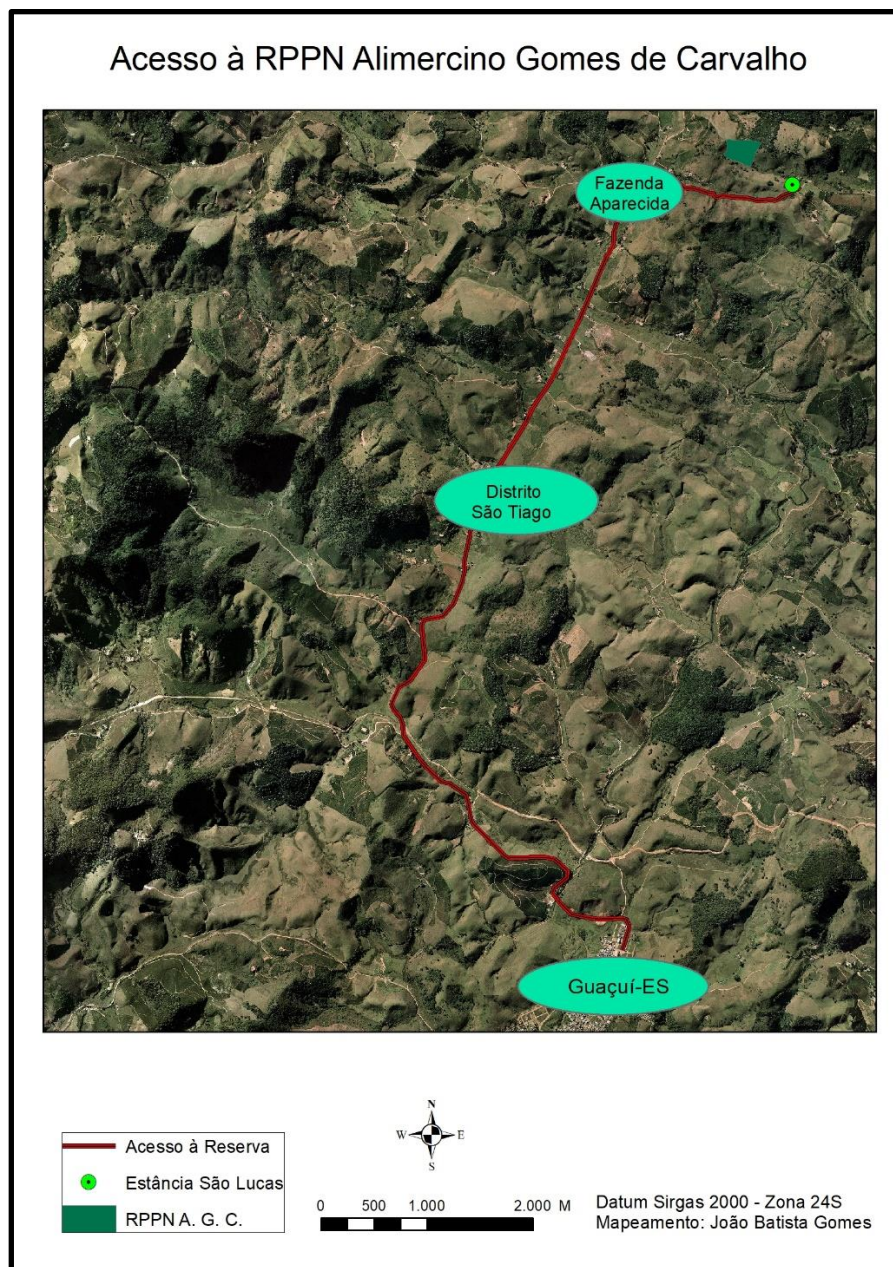 Acesso à RPPN Alimercino Gomes de Carvalho
Fazenda
Aparecida
Distrito
São Tiago
Guaçuí-ES
N
W E
S
Acesso à Reserva
Estância São Lucas
RPPN A. G. C.
0 500 1.000 2.000 M
Datum Sirgas 2000 - Zona 24S
Mapeamento: João Batista Gomes